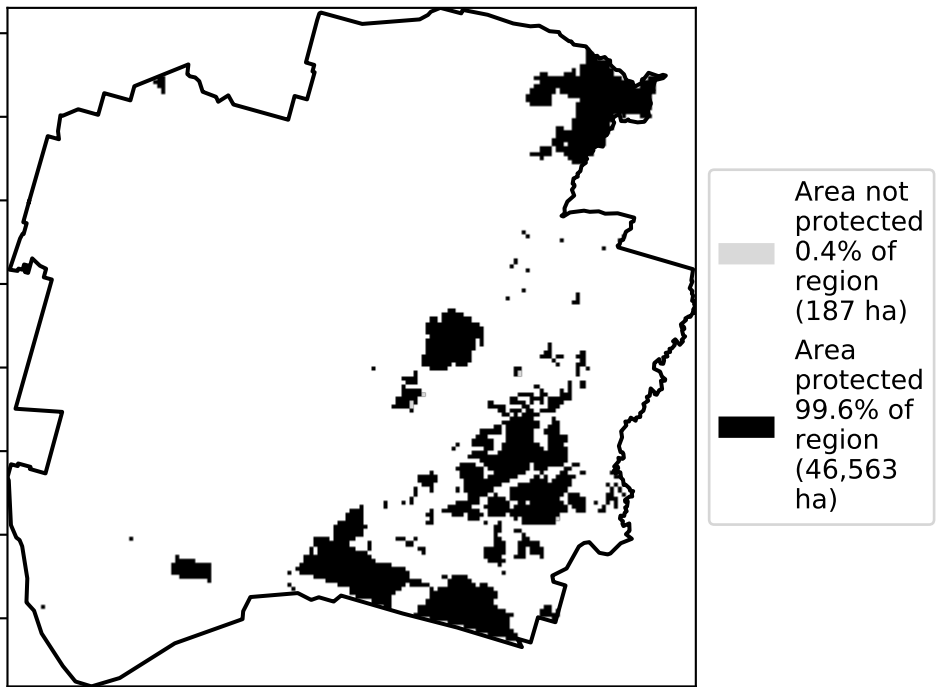 Area not
protected
0.4% of
region
(187 ha)
Area
protected
99.6% of
region
(46,563
ha)